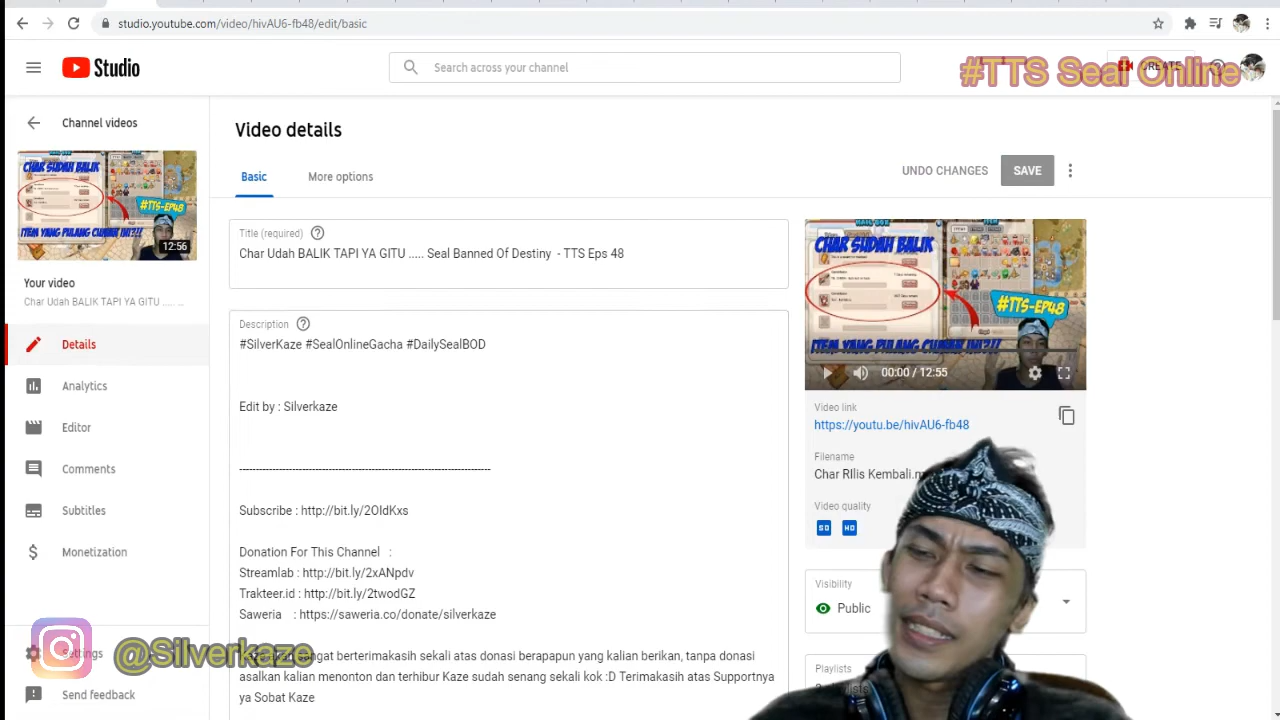 studio.youtube.com/video/hivAU6-fb48/edit/basic
Studio
Search across your channel
CREATE
#TTS Seal Online
Channel videos
CHAR SUDAH BALIK
#TTS-EP48
ITEM YANG PULANG CUMAN INI?!!
12:56
Your video
Char Udah BALIK TAPI YA GITU ..... ...
Details
Analytics
Editor
Comments
Subtitles
Monetization
Settings
Send feedback
@Silverkaze
Video details
Basic
More options
UNDO CHANGES
SAVE
Title (required)
Char Udah BALIK TAPI YA GITU ..... Seal Banned Of Destiny - TTS Eps 48
Description
#SilverKaze #SealOnlineGacha #DailySealBOD
Edit by : Silverkaze
------------------------------------------------------------------------
Subscribe : http://bit.ly/2OIdKxs
Donation For This Channel :
Streamlab : http://bit.ly/2xANpdv
Trakteer.id : http://bit.ly/2twodGZ
Saweria : https://saweria.co/donate/silverkaze
berterimakasih sekali atas donasi berapapun yang kalian berikan, tanpa donasi
asalkan kalian menonton dan terhibur Kaze sudah senang sekali kok :D Terimakasih atas Supportnya
ya Sobat Kaze
CHAR SUDAH BALIK
#TTS-EP48
ITEM YANG PULANG CUMAN INI?!!
00:00 / 12:55
Video link
https://youtu.be/hivAU6-fb48
Filename
Char RIlis Kembali.m
Video quality
SD HD
Visibility
Public
Playlists